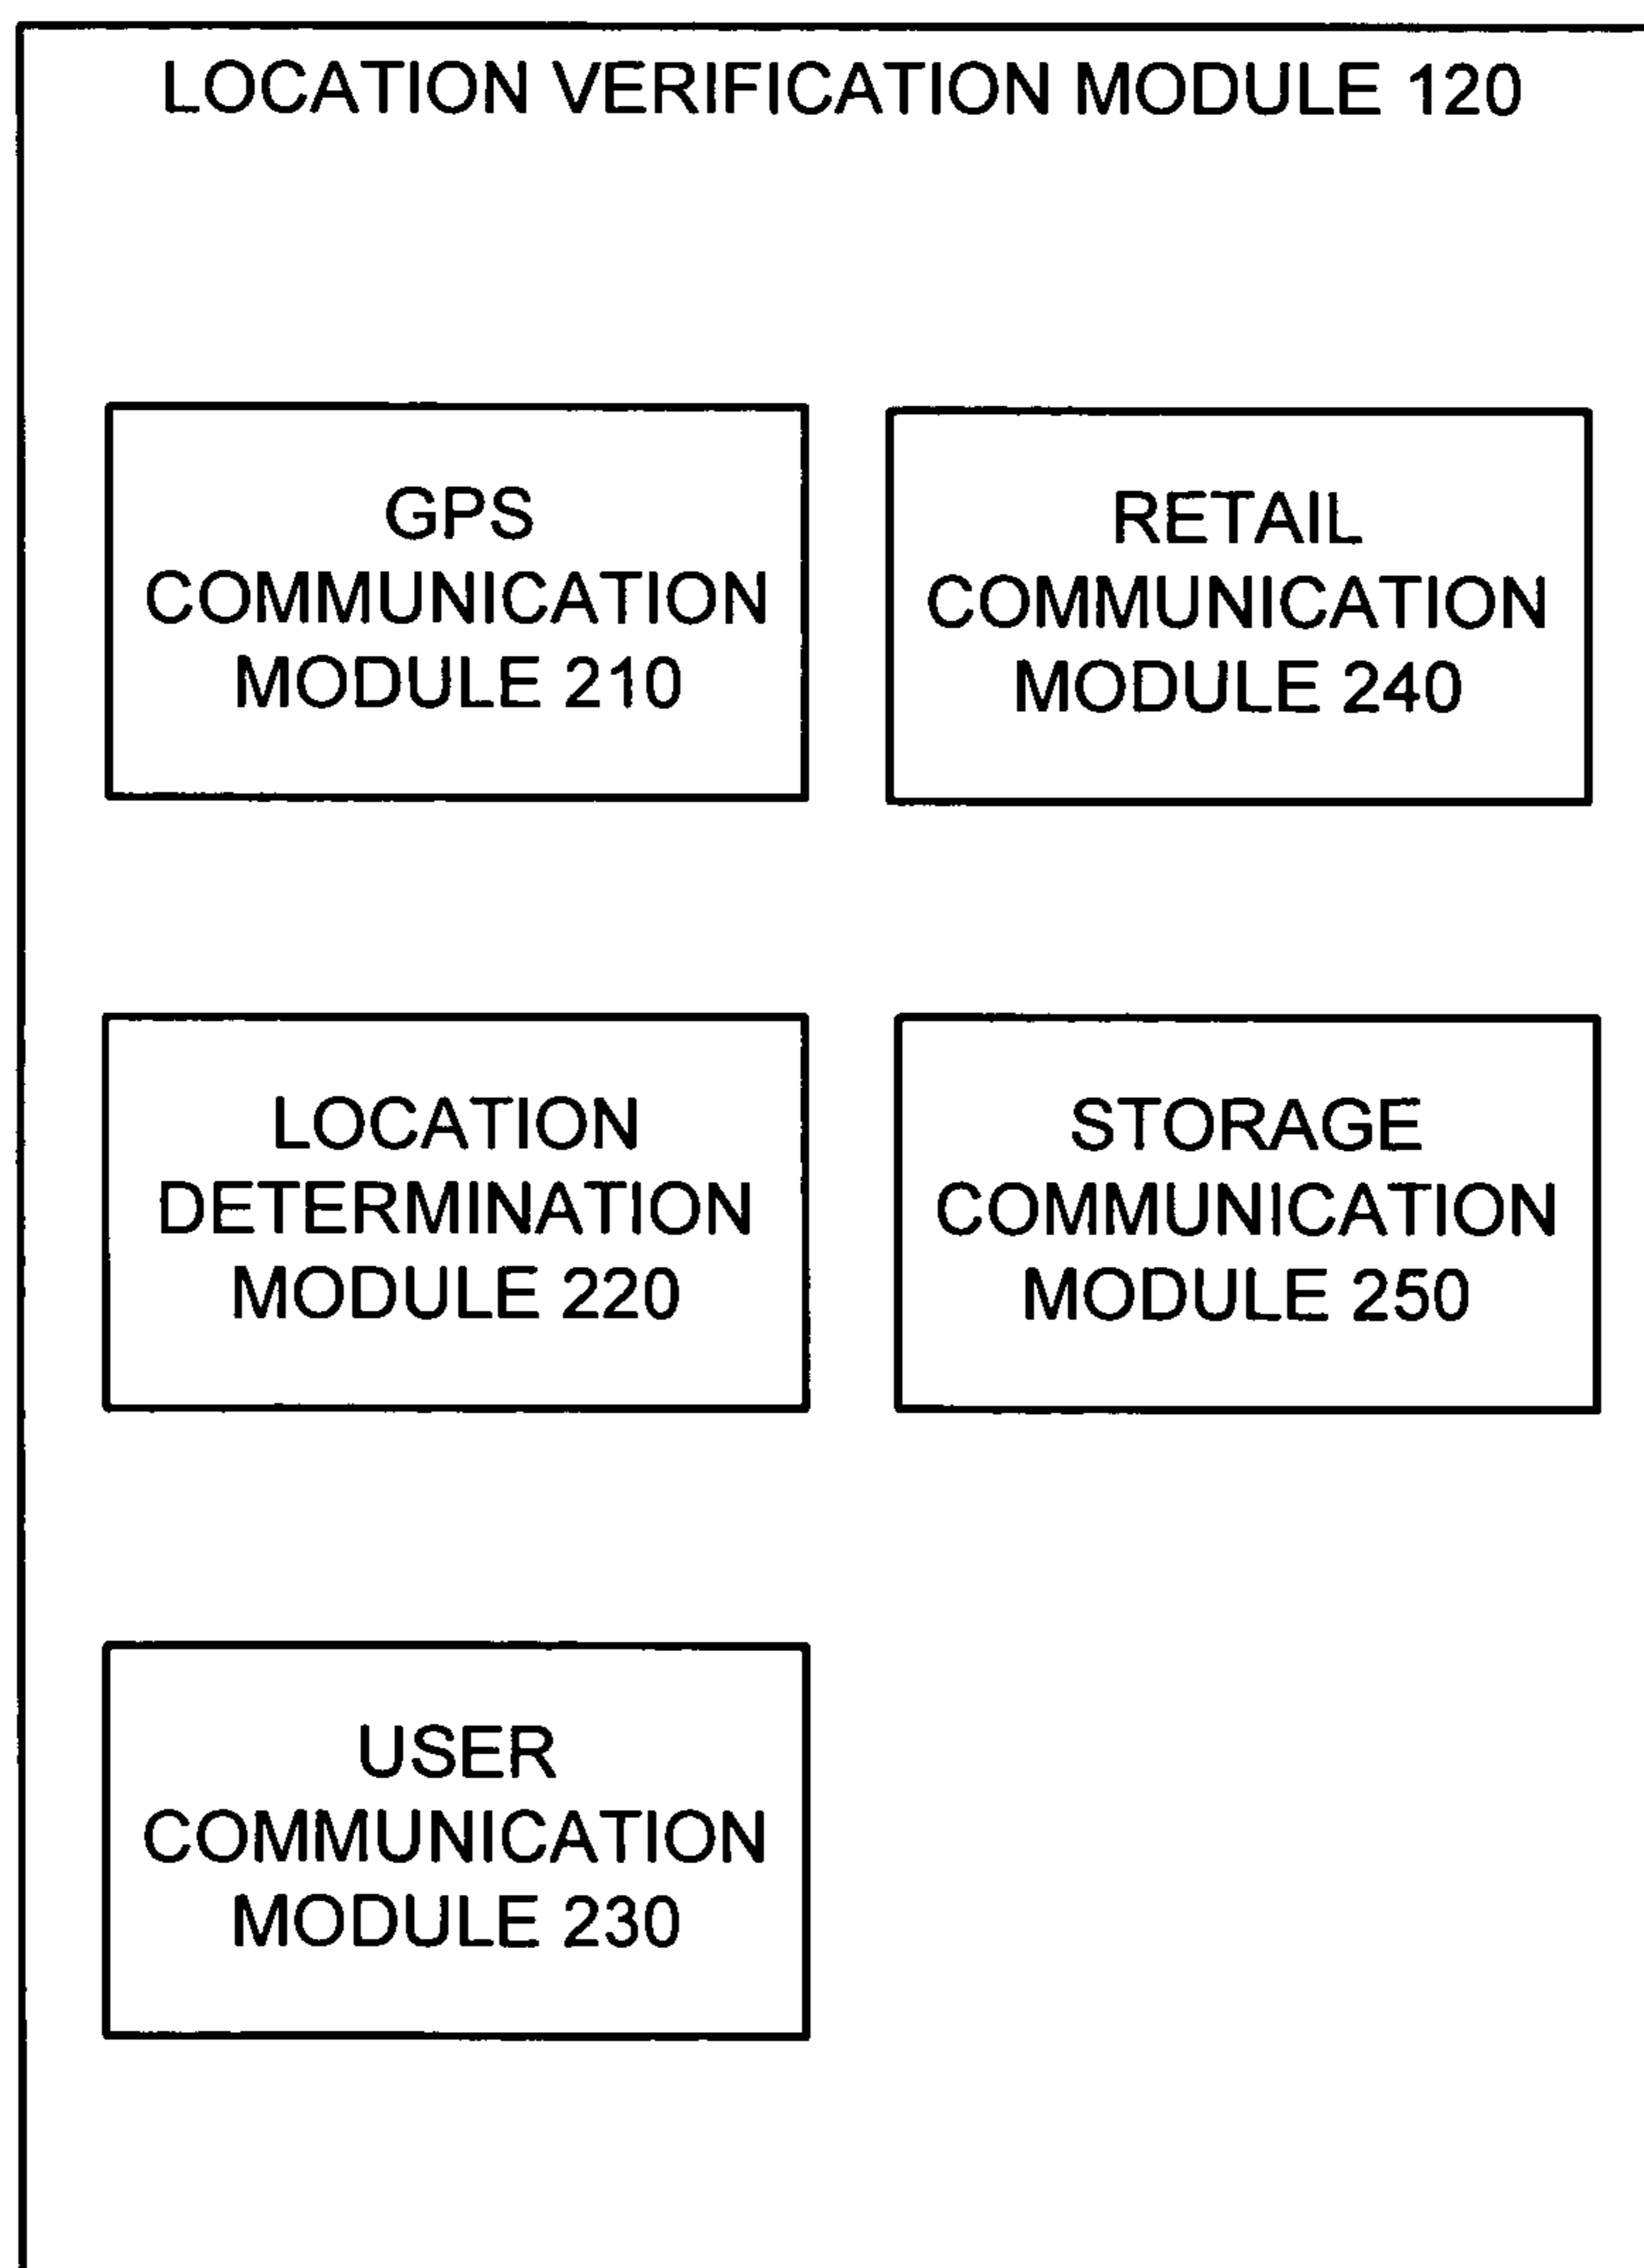 LOCATION VERIFICATION MODULE 120
GPS
COMMUNICATION
MODULE 210
RETAIL
COMMUNICATION
MODULE 240
LOCATION
DETERMINATION
MODULE 220
STORAGE
COMMUNICATION
MODULE 250
USER
COMMUNICATION
MODULE 230